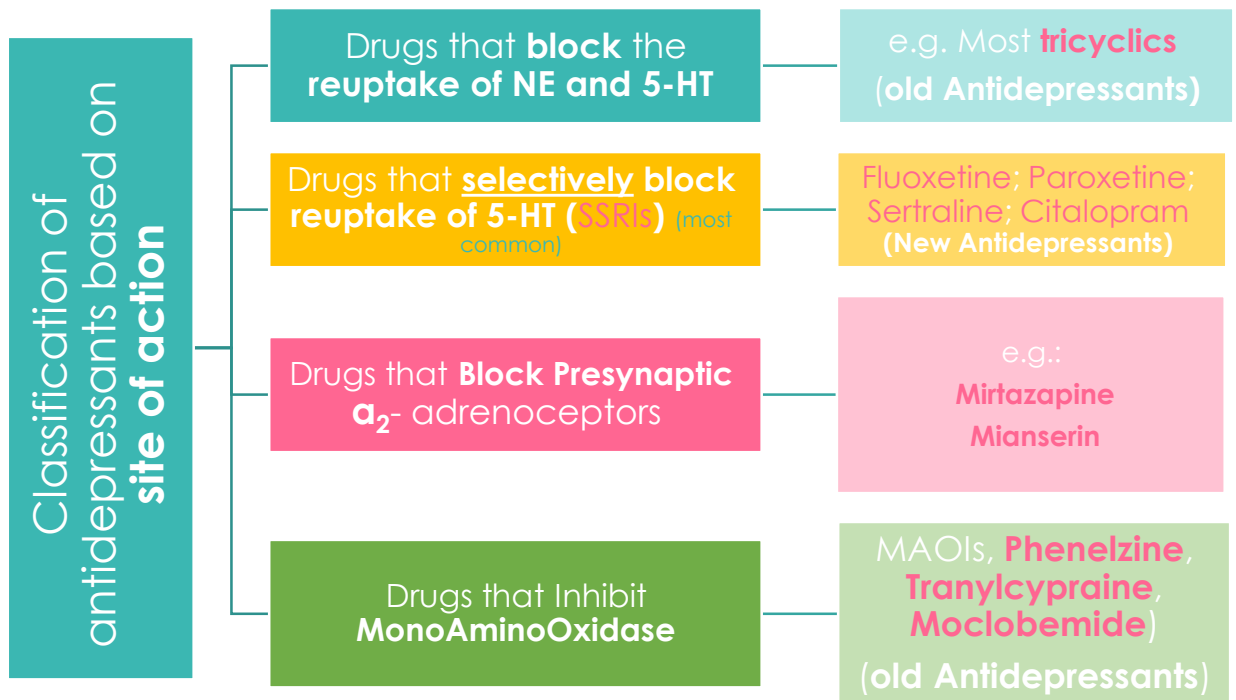 Classification of
antidepressants based on
site of action
Drugs that block the
reuptake of NE and 5-HT
e.g. Most tricyclics
(old Antidepressants)
Drugs that selectively block
reuptake of 5-HT (SSRIs) (most
common)
Fluoxetine; Paroxetine;
Sertraline; Citalopram
(New Antidepressants)
Drugs that Block Presynaptic
α₂- adrenoceptors
e.g.:
Mirtazapine
Mianserin
Drugs that Inhibit
MonoAminoOxidase
MAOIs, Phenelzine,
Tranylcypraine,
Moclobemide)
(old Antidepressants)